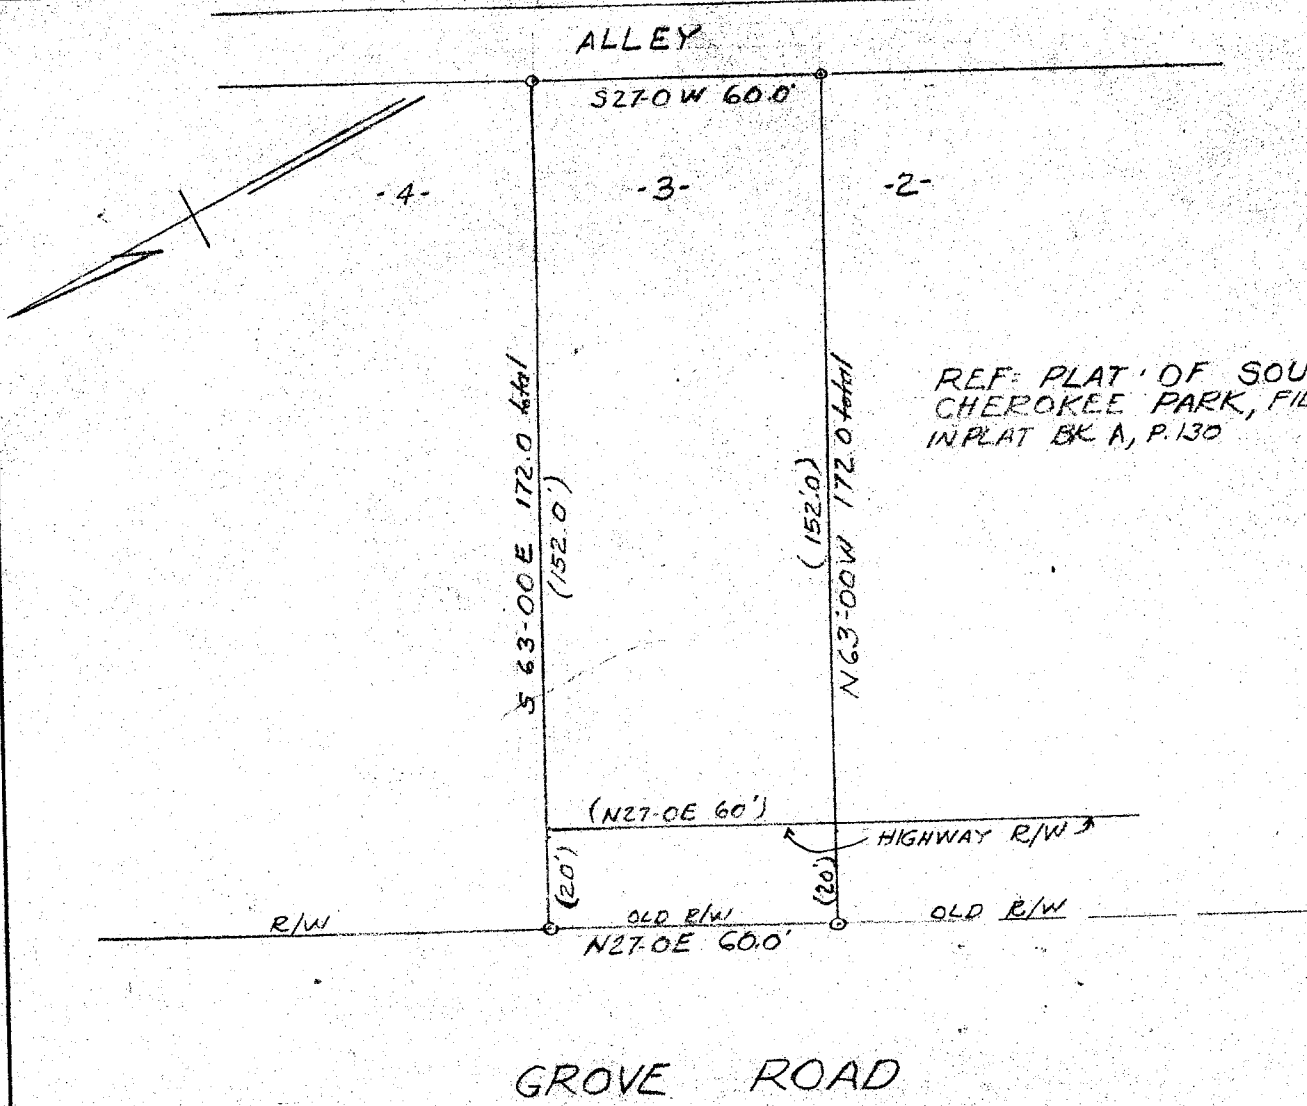 ALLEY
S27-0W 60.0'
-4-
-3-
-2-
REF: PLAT OF SOU
CHEROKEE PARK, FIL
IN PLAT BK A, P.130
S 63-00E 172.0 total
(152.0')
(152.0)
N63-00W 172.0 total
(N27-0E 60')
HIGHWAY R/W
(20')
(20')
R/W
OLD R/W
OLD R/W
N27-0E 60.0'
GROVE ROAD